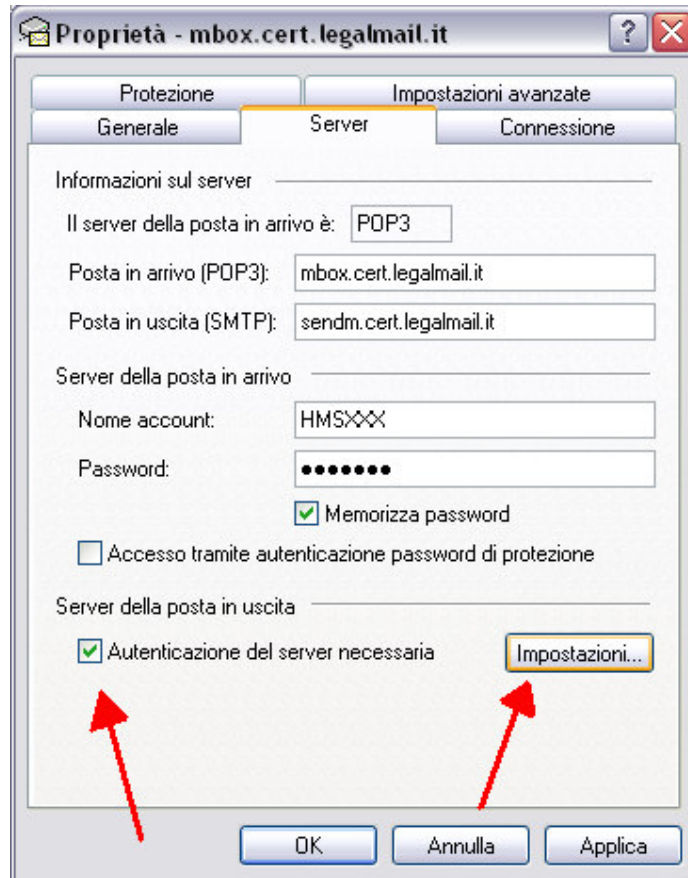 Proprietà - mbox.cert.legalmail.it
Protezione
Impostazioni avanzate
Generale
Server
Connessione
Informazioni sul server
Il server della posta in arrivo è: POP3
Posta in arrivo (POP3): mbox.cert.legalmail.it
Posta in uscita (SMTP): sendm.cert.legalmail.it
Server della posta in arrivo
Nome account: HMSXXX
Password: ●●●●●●●
Memorizza password
Accesso tramite autenticazione password di protezione
Server della posta in uscita
Autenticazione del server necessaria
Impostazioni...
OK
Annulla
Applica